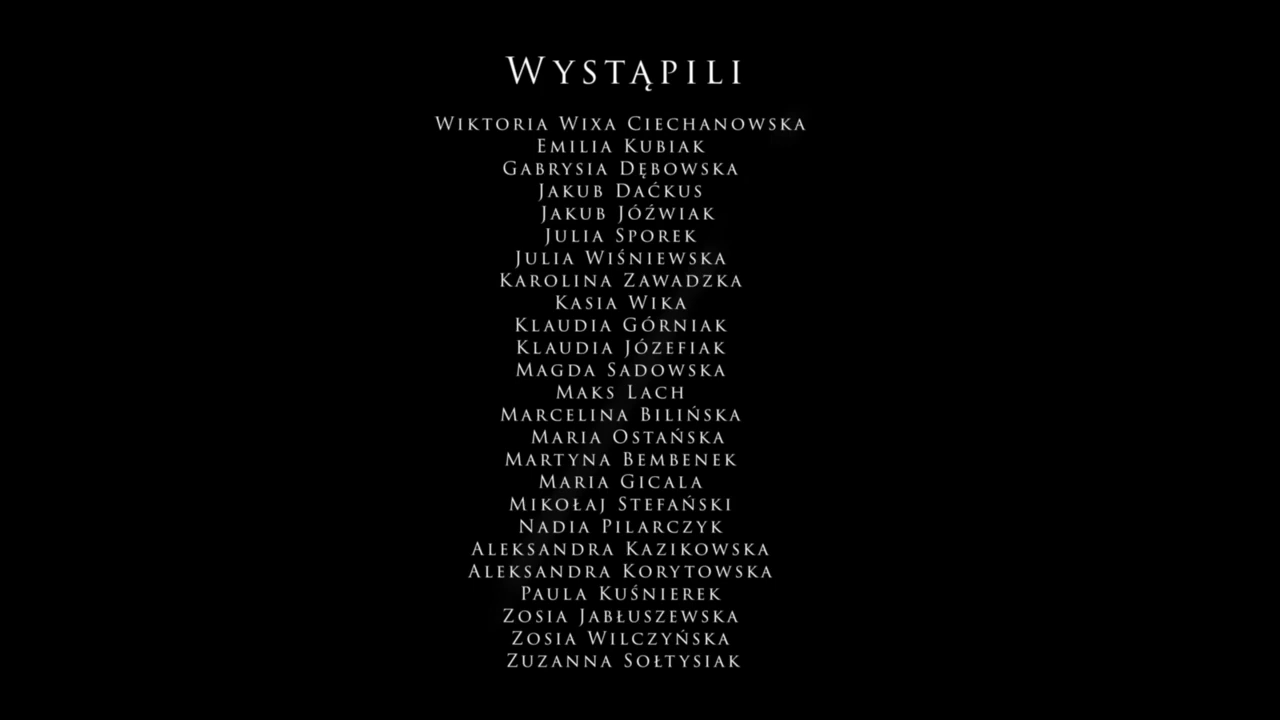 Wystąpili
Wiktoria Wixa Ciechanowska
Emilia Kubiak
Gabrysia Dębowska
Jakub Daćkus
Jakub Jóźwiak
Julia Sporek
Julia Wiśniewska
Karolina Zawadzka
Kasia Wika
Klaudia Górniak
Klaudia Józefiak
Magda Sadowska
Maks Lach
Marcelina Bilińska
Maria Ostańska
Martyna Bembenek
Maria Gicala
Mikołaj Stefański
Nadia Pilarczyk
Aleksandra Kazikowska
Aleksandra Korytowska
Paula Kuśnierek
Zosia Jabłuszewska
Zosia Wilczyńska
Zuzanna Sołtysiak